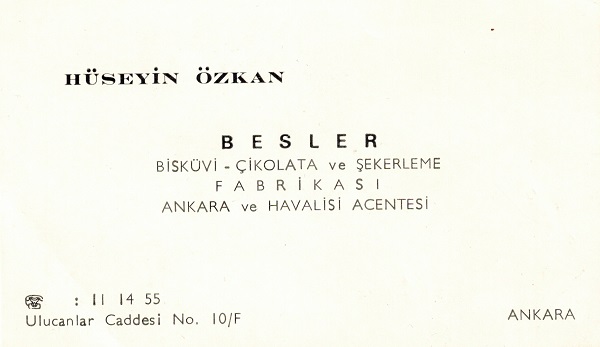 HÜSEYİN ÖZKAN
BESLER
BİSKÜVİ - ÇİKOLATA ve ŞEKERLEME
FABRİKASI
ANKARA ve HAVALİSİ ACENTESİ
☎ : 11 14 55
Ulucanlar Caddesi No. 10/F
ANKARA